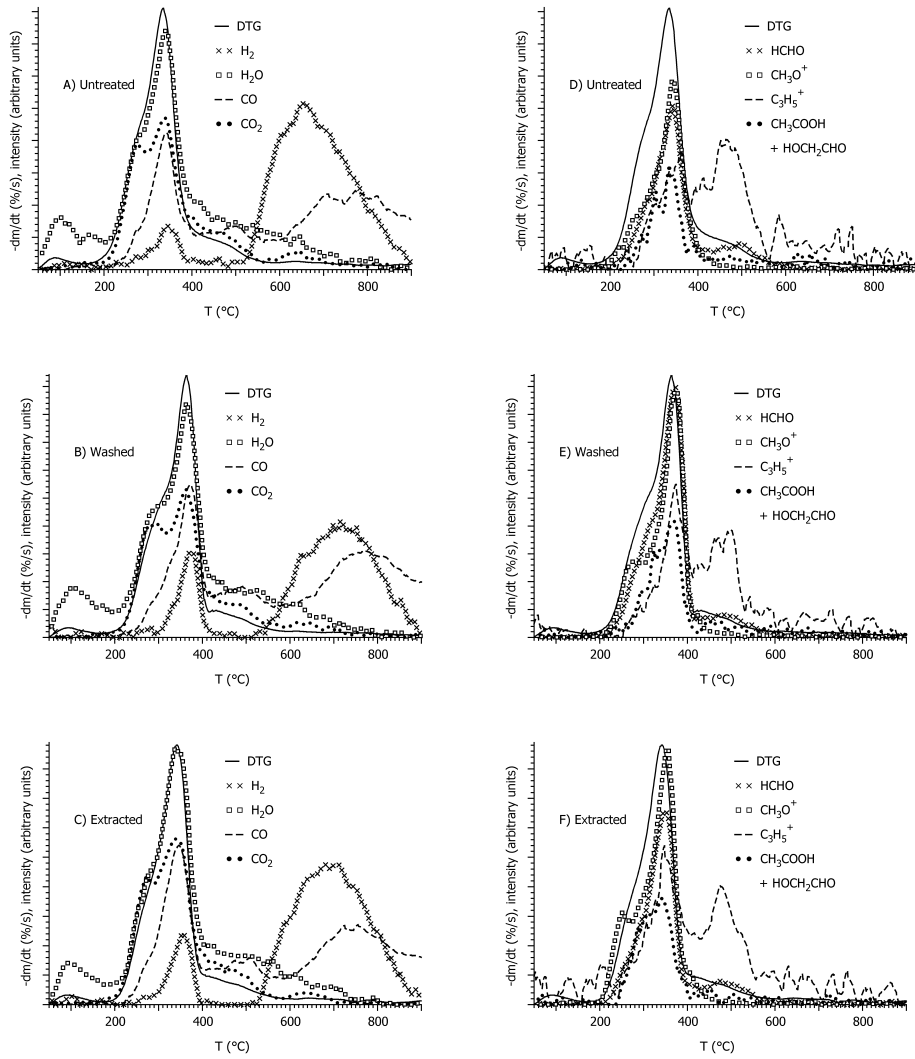 -dm/dt (%/s), intensity (arbitrary units)
A) Untreated
DTG
H2
H2O
CO
CO2
200 400 600 800
T (°C)
-dm/dt (%/s), intensity (arbitrary units)
D) Untreated
DTG
HCHO
CH3O+
C3H5+
CH3COOH
+ HOCH2CHO
200 400 600 800
T (°C)
-dm/dt (%/s), intensity (arbitrary units)
B) Washed
DTG
H2
H2O
CO
CO2
200 400 600 800
T (°C)
-dm/dt (%/s), intensity (arbitrary units)
E) Washed
DTG
HCHO
CH3O+
C3H5+
CH3COOH
+ HOCH2CHO
200 400 600 800
T (°C)
-dm/dt (%/s), intensity (arbitrary units)
C) Extracted
DTG
H2
H2O
CO
CO2
200 400 600 800
T (°C)
-dm/dt (%/s), intensity (arbitrary units)
F) Extracted
DTG
HCHO
CH3O+
C3H5+
CH3COOH
+ HOCH2CHO
200 400 600 800
T (°C)